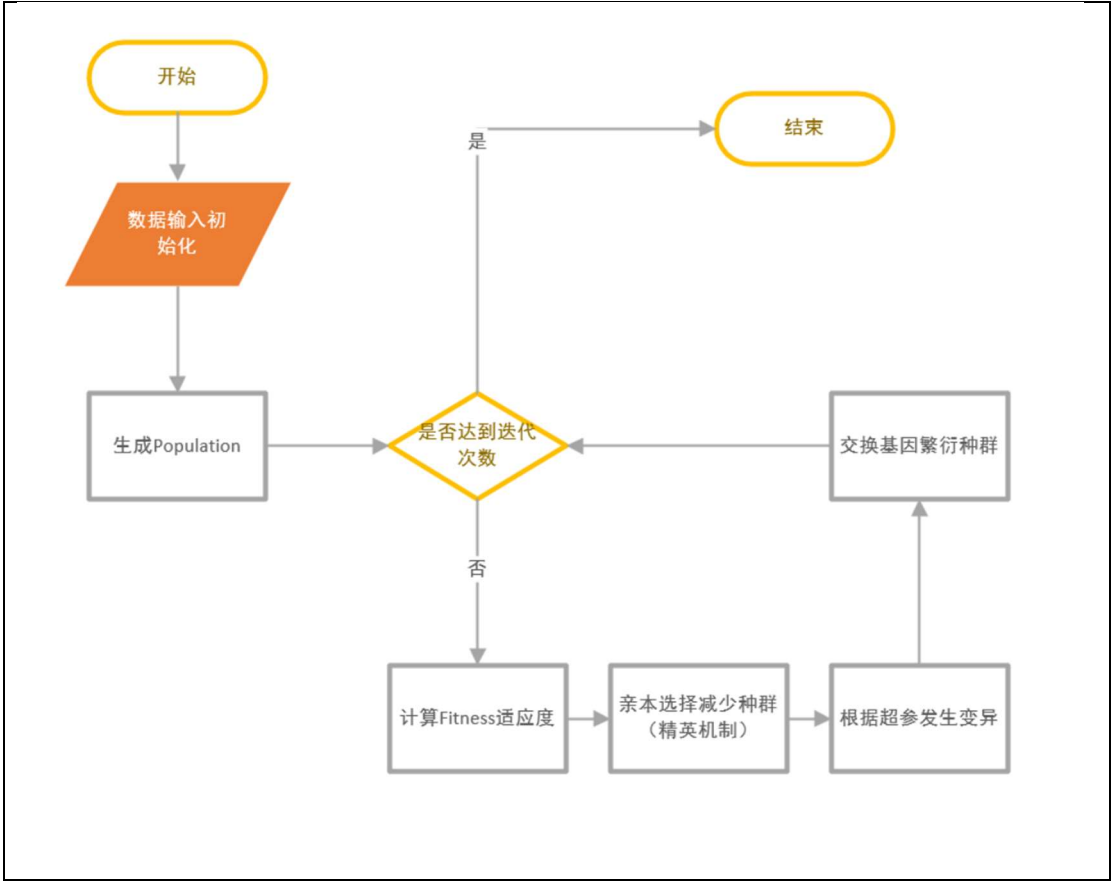 开始
结束
是
数据输入初
始化
生成Population
是否达到迭代
次数
交换基因繁衍种群
否
计算Fitness适应度
亲本选择减少种群
（精英机制）
根据超参发生变异